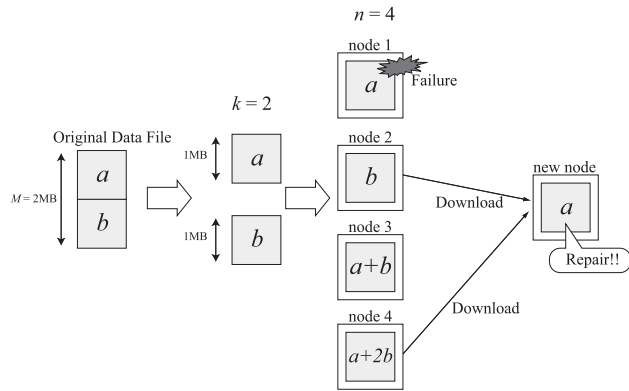 n = 4
node 1
a
Failure
k = 2
Original Data File
1MB
a
node 2
a
b
M = 2MB
b
1MB
b
Download
new node
a
node 3
a+b
Repair!!
node 4
a+2b
Download